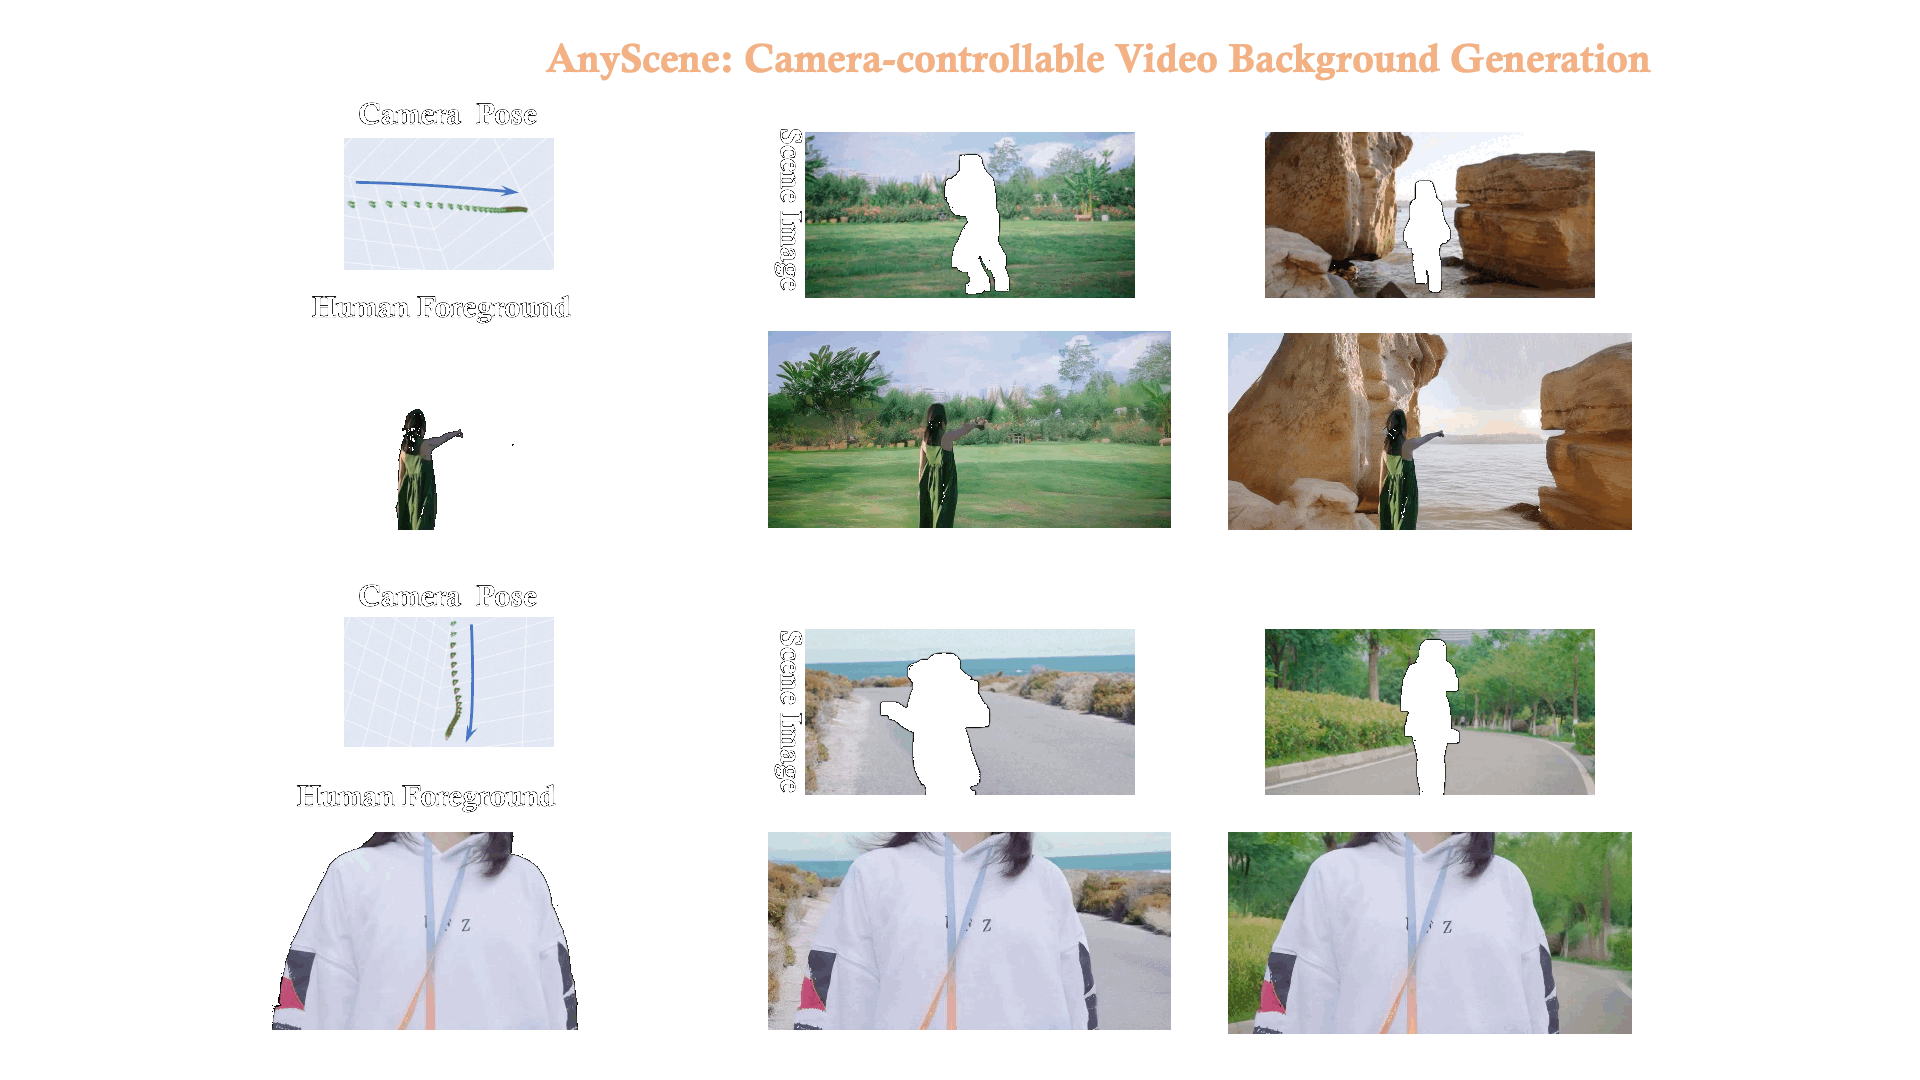 AnyScene: Camera-controllable Video Background Generation
Camera Pose
Scene Image
Human Foreground
Camera Pose
Scene Image
Human Foreground
Z
Z
Z